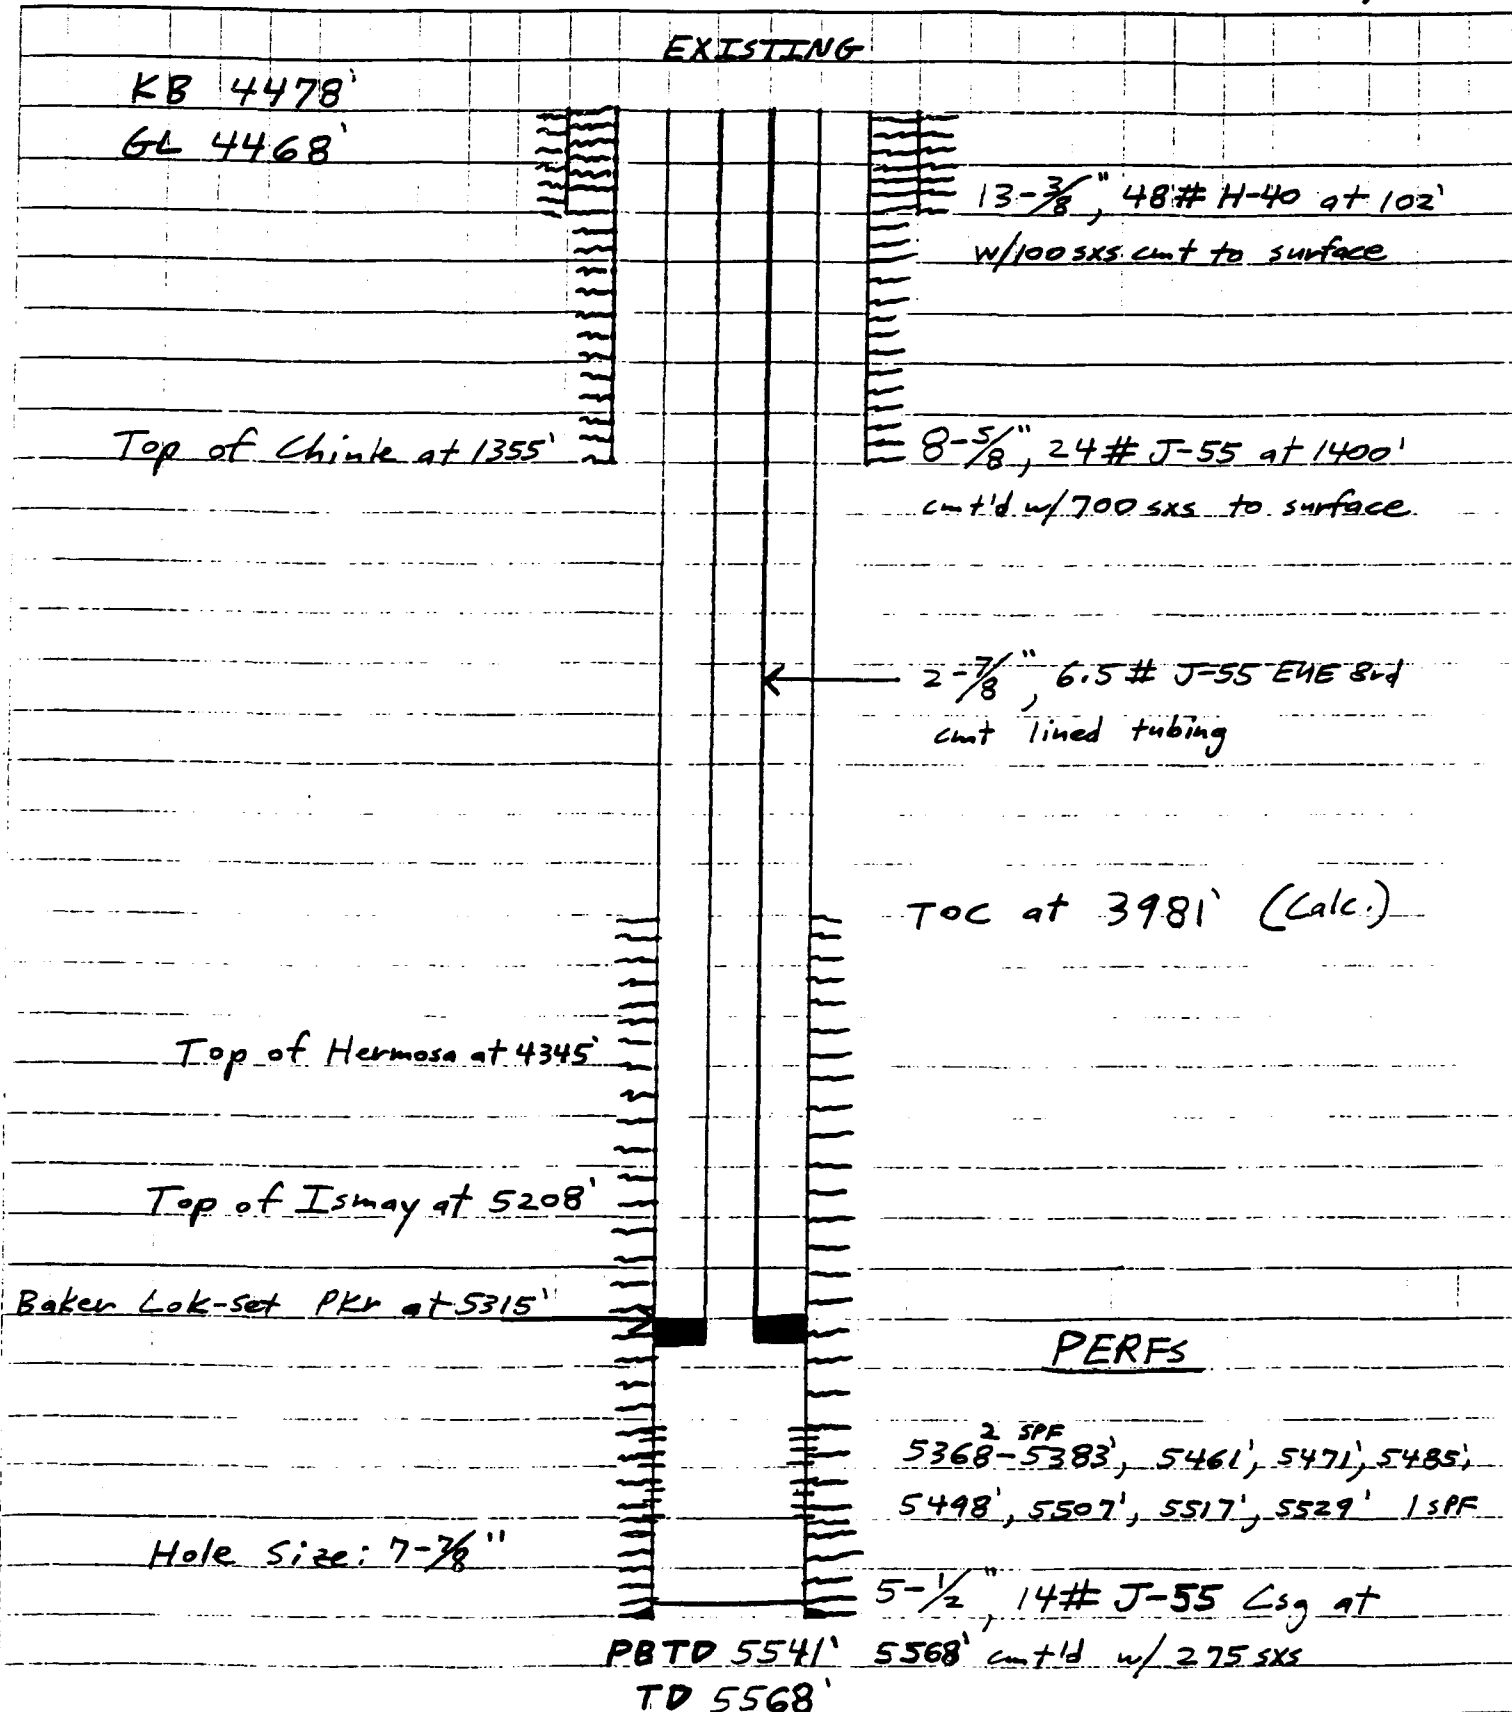 EXISTING
KB 4478'
GL 4468'
13-3/8", 48# H-40 at 102'
w/100 sxs cmt to surface
Top of Chinle at 1355'
8-5/8", 24# J-55 at 1400'
cmt'd w/ 700 sxs to surface
2-7/8", 6.5# J-55 EUE 8rd
cmt lined tubing
TOC at 3981' (Calc.)
Top of Hermosa at 4345'
Top of Ismay at 5208'
Baker Lok-set PKr at 5315'
PERFS
2 SPF
5368-5383', 5461', 5471', 5485',
5498', 5507', 5517', 5529' 1 SPF
Hole Size: 7-7/8"
5-1/2", 14# J-55 Csg at
5568' cmt'd w/ 275 sxs
PBTD 5541'
TD 5568'